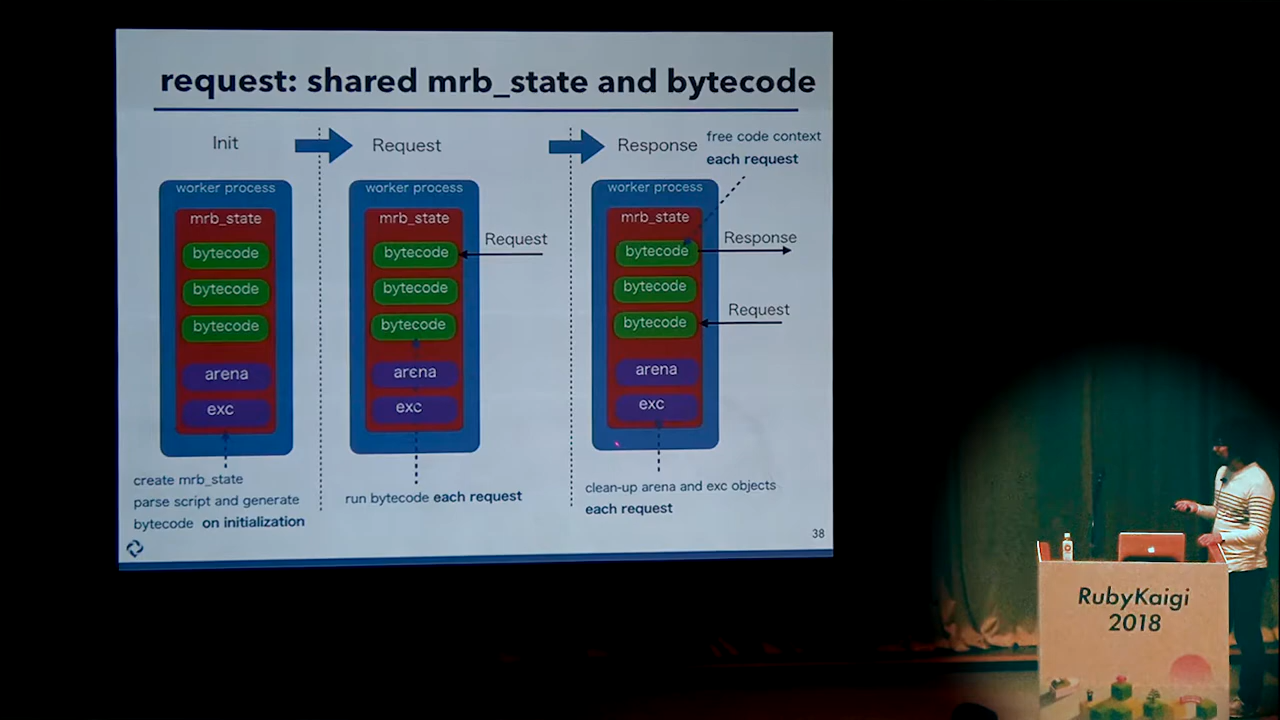 request: shared mrb_state and bytecode
Init
Request
Response
free code context
each request
worker process
mrb_state
bytecode
bytecode
bytecode
arena
exc
create mrb_state
parse script and generate
bytecode on initialization
worker process
mrb_state
bytecode
bytecode
bytecode
arena
exc
Request
run bytecode each request
worker process
mrb_state
bytecode
bytecode
bytecode
arena
exc
Response
Request
clean-up arena and exc objects
each request
38
RubyKaigi
2018